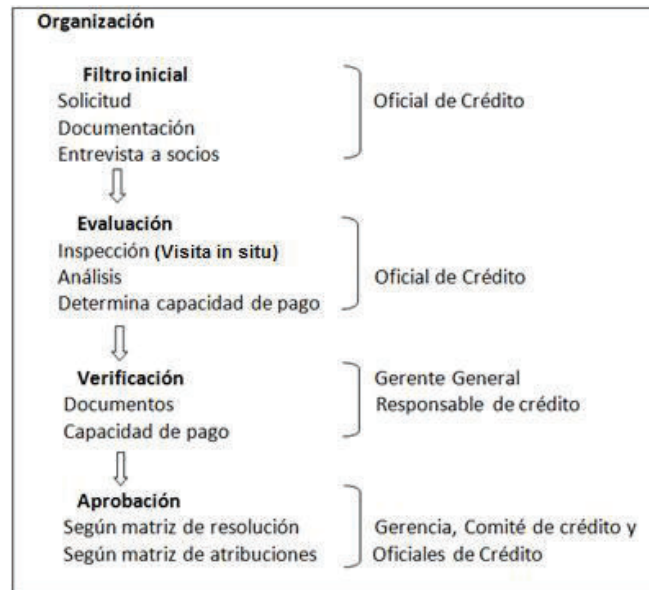 Organización
Filtro inicial
Solicitud
Oficial de Crédito
Documentación
Entrevista a socios
Evaluación
Inspección (Visita in situ)
Análisis
Oficial de Crédito
Determina capacidad de pago
Verificación
Gerente General
Documentos
Responsable de crédito
Capacidad de pago
Aprobación
Según matriz de resolución
Gerencia, Comité de crédito y
Según matriz de atribuciones
Oficiales de Crédito